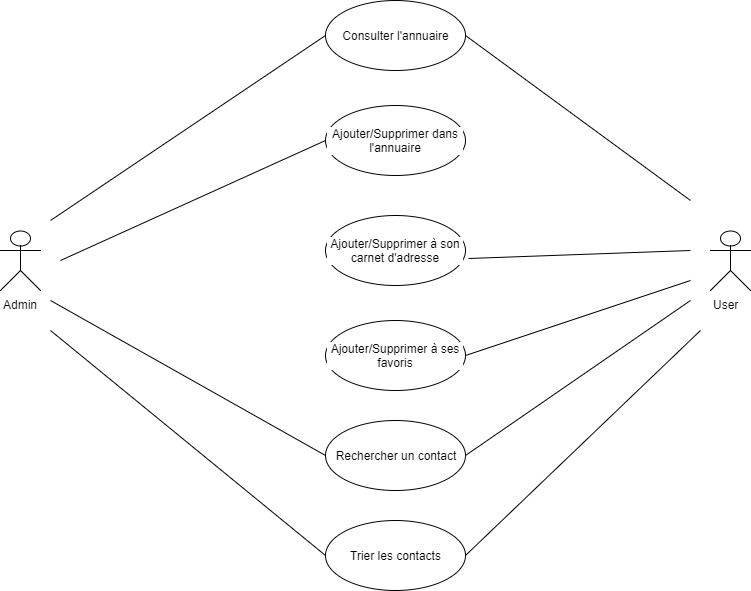 Consulter l'annuaire
Ajouter/Supprimer dans
l'annuaire
Ajouter/Supprimer à son
carnet d'adresse
Admin
User
Ajouter/Supprimer à ses
favoris
Rechercher un contact
Trier les contacts